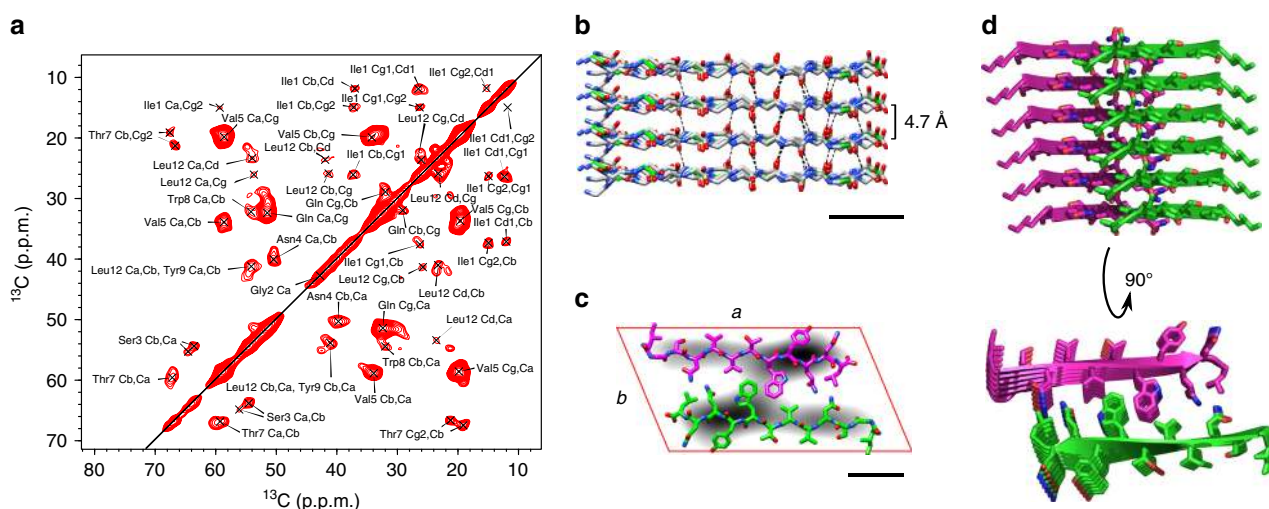 a
10
20
30
40
50
60
70
13C (p.p.m.)
80
70
60
50
40
30
20
10
13C (p.p.m.)
Ile1 Cb,Cd
Ile1 Cg1,Cd1
Ile1 Cg2,Cd1
Ile1 Ca,Cg2
Ile1 Cb,Cg2
Ile1 Cg1,Cg2
Val5 Ca,Cg
Leu12 Cg,Cd
Thr7 Cb,Cg2
Val5 Cb,Cg
Leu12 Cb,Cd
Ile1 Cd1,Cg2
Leu12 Ca,Cd
Ile1 Cb,Cg1
Ile1 Cd1,Cg1
Leu12 Ca,Cg
Leu12 Cb,Cg
Ile1 Cg2,Cg1
Trp8 Ca,Cb
Gln Cg,Cb
Leu12 Cd,Cg
Gln Ca,Cg
Val5 Cg,Cb
Val5 Ca,Cb
Gln Cb,Cg
Ile1 Cd1,Cb
Asn4 Ca,Cb
Ile1 Cg1,Cb
Ile1 Cg2,Cb
Leu12 Ca,Cb, Tyr9 Ca,Cb
Leu12 Cg,Cb
Gly2 Ca
Leu12 Cd,Cb
Asn4 Cb,Ca
Gln Cg,Ca
Leu12 Cd,Ca
Ser3 Cb,Ca
Trp8 Cb,Ca
Thr7 Cb,Ca
Leu12 Cb,Ca, Tyr9 Cb,Ca
Val5 Cg,Ca
Val5 Cb,Ca
Ser3 Ca,Cb
Thr7 Ca,Cb
Thr7 Cg2,Cb
b
4.7 Å
c
a
b
d
90°